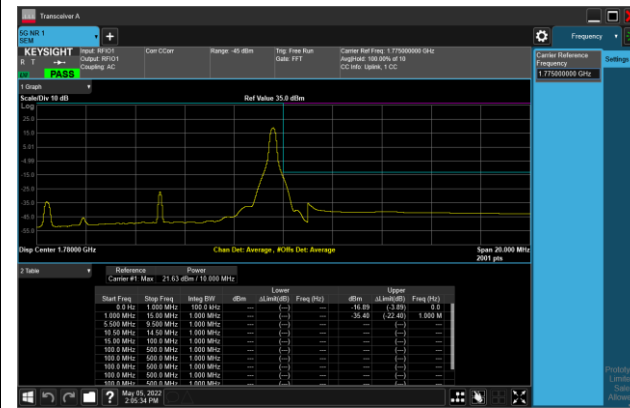 Transceiver A
5G NR 1
SEM
Frequency
KEYSIGHT
R T
PASS
Input: RFIO1
Output: RFIO1
Coupling: AC
Corr CCorr
Range: -45 dBm
Trig: Free Run
Gate: FFT
Carrier Ref Freq: 1.775000000 GHz
Avg|Hold: 100.00% of 10
CC Info: Uplink, 1 CC
Carrier Reference
Frequency
1.775000000 GHz
Settings
1 Graph
Scale/Div 10 dB
Ref Value 35.0 dBm
Log
25.0
15.0
5.01
-4.99
-15.0
-25.0
-35.0
-45.0
-55.0
Disp Center 1.78000 GHz
Chan Det: Average , #Offs Det: Average
Span 20.000 MHz
2001 pts
2 Table
Reference Power
Carrier #1 Max 21.63 dBm / 10.000 MHz
Lower Upper
Start Freq Stop Freq Integ BW dBm ΔLimit(dB) Freq (Hz) dBm ΔLimit(dB) Freq (Hz)
0.0 Hz 1.000 MHz 100.0 kHz --- (---) --- -16.89 (-3.89) 0.0
1.000 MHz 15.00 MHz 1.000 MHz --- (---) --- -35.40 (-22.40) 1.000 M
5.500 MHz 9.500 MHz 1.000 MHz --- (---) --- --- (---) ---
10.50 MHz 14.50 MHz 1.000 MHz --- (---) --- --- (---) ---
15.00 MHz 100.0 MHz 1.000 MHz --- (---) --- --- (---) ---
100.0 MHz 500.0 MHz 1.000 MHz --- (---) --- --- (---) ---
100.0 MHz 500.0 MHz 1.000 MHz --- (---) --- --- (---) ---
100.0 MHz 500.0 MHz 1.000 MHz --- (---) --- --- (---) ---
100.0 MHz 500.0 MHz 1.000 MHz --- (---) --- --- (---) ---
May 05, 2022
2:05:34 PM